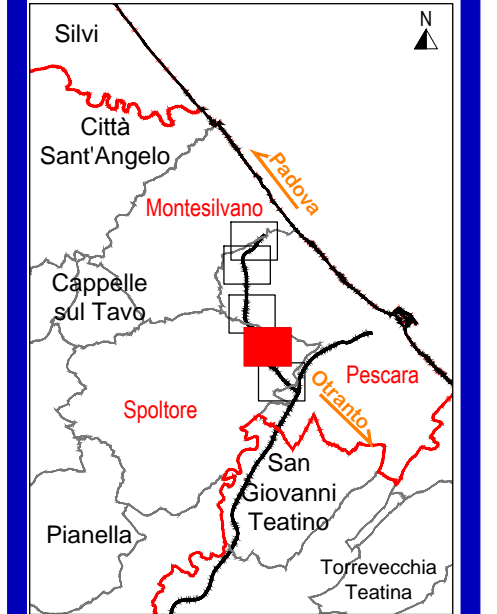 Silvi
N
Città
Sant'Angelo
Padova
Montesilvano
Cappelle
sul Tavo
Pescara
Otranto
Spoltore
San
Giovanni
Teatino
Pianella
Torrevecchia
Teatina